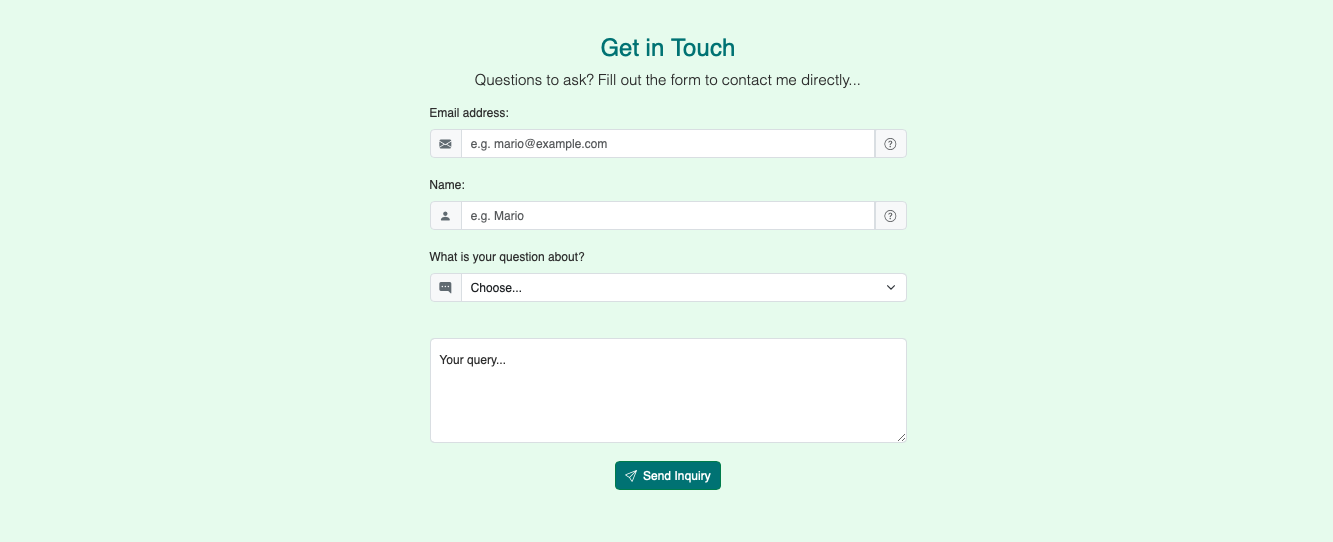 Get in Touch
Questions to ask? Fill out the form to contact me directly...
Email address:
e.g. mario@example.com
Name:
e.g. Mario
What is your question about?
Choose...
Your query...
Send Inquiry